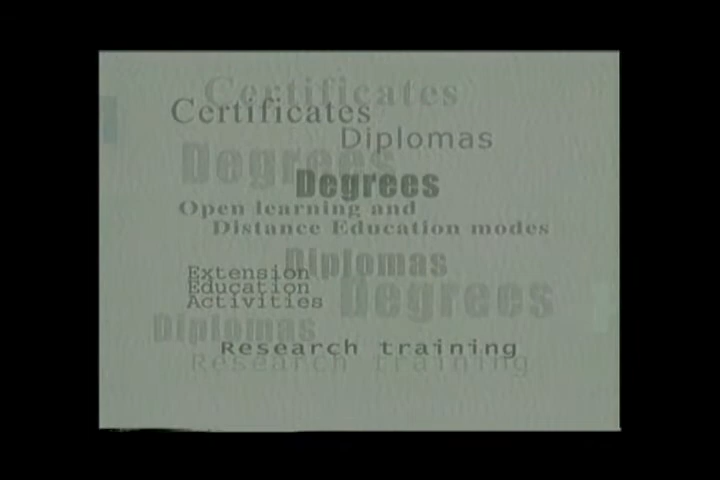 Certificates
Certificates
Diplomas
Degrees
Degrees
Open learning and
Distance Education modes
Diplomas
Extension
Education
Activities
Degrees
Diplomas
Research training
Research training